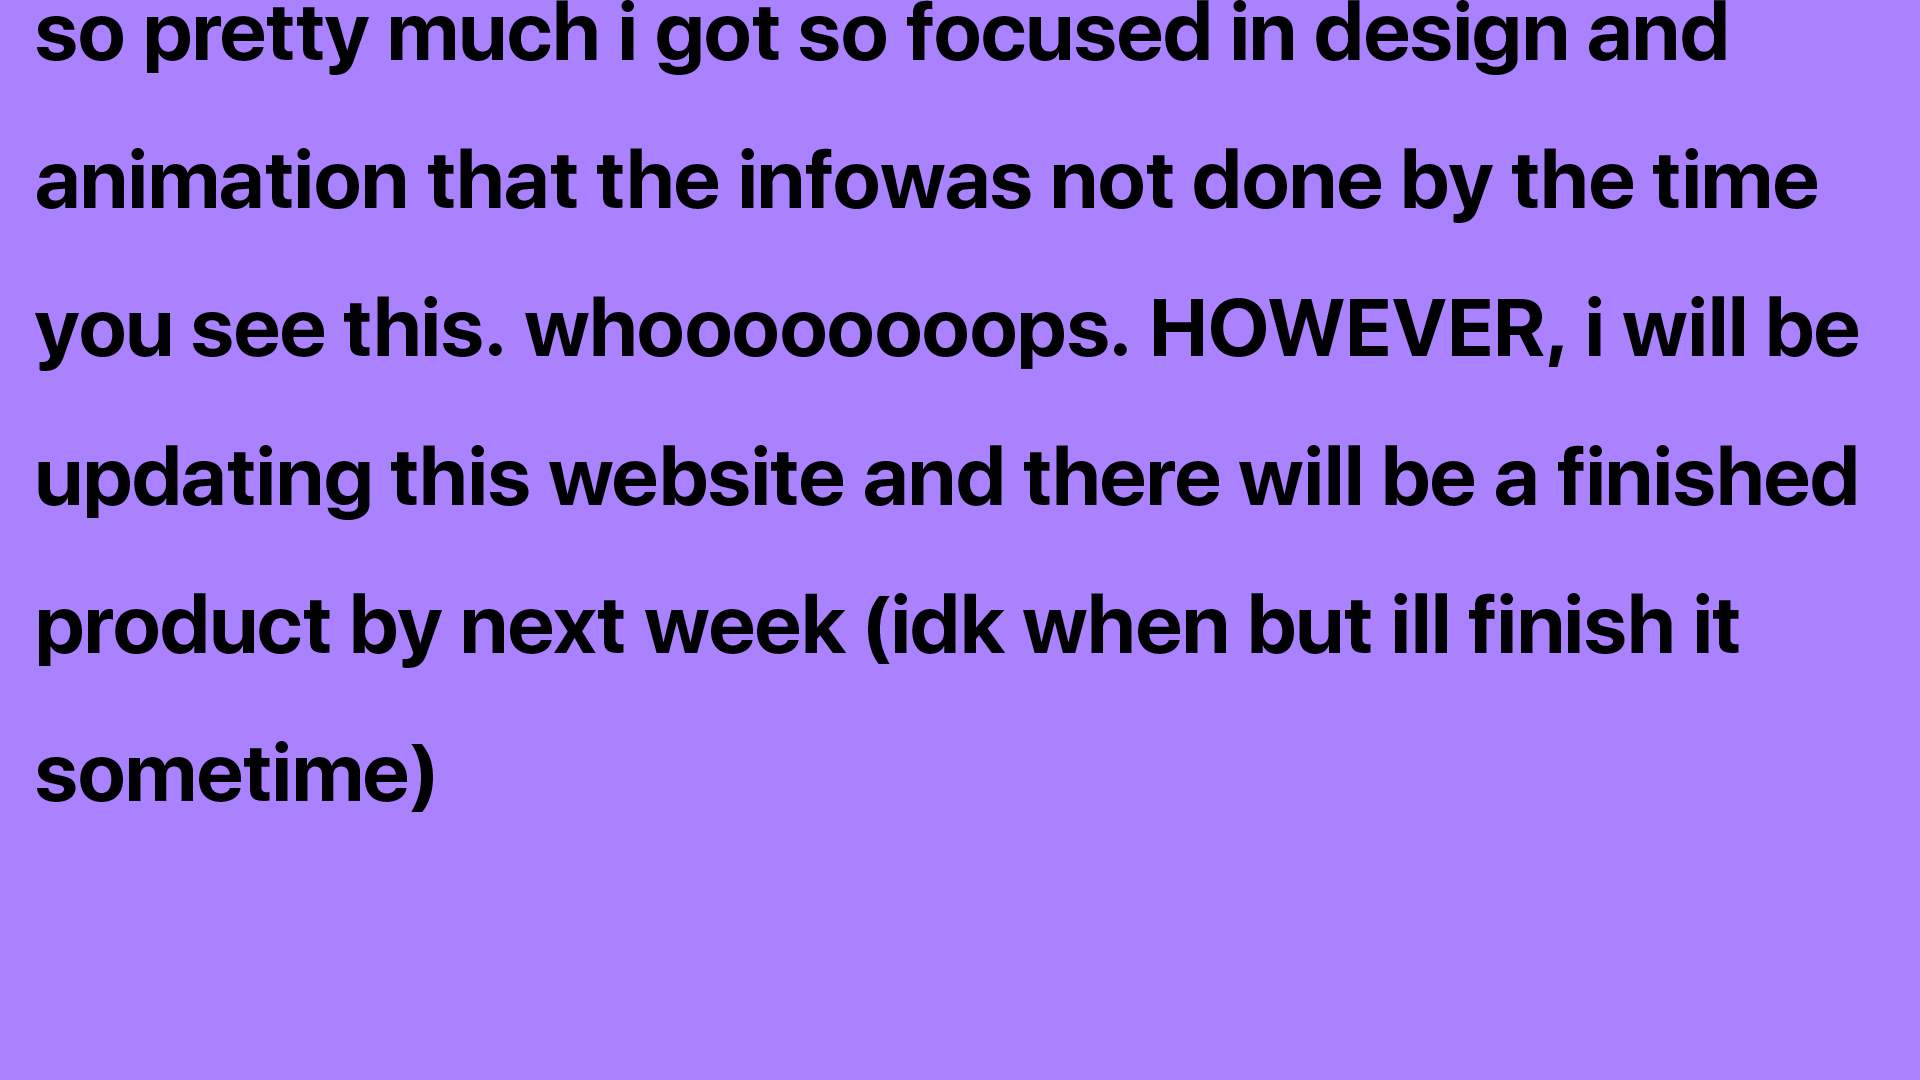 so pretty much i got so focused in design and
animation that the infowas not done by the time
you see this. whooooooooops. HOWEVER, i will be
updating this website and there will be a finished
product by next week (idk when but ill finish it
sometime)